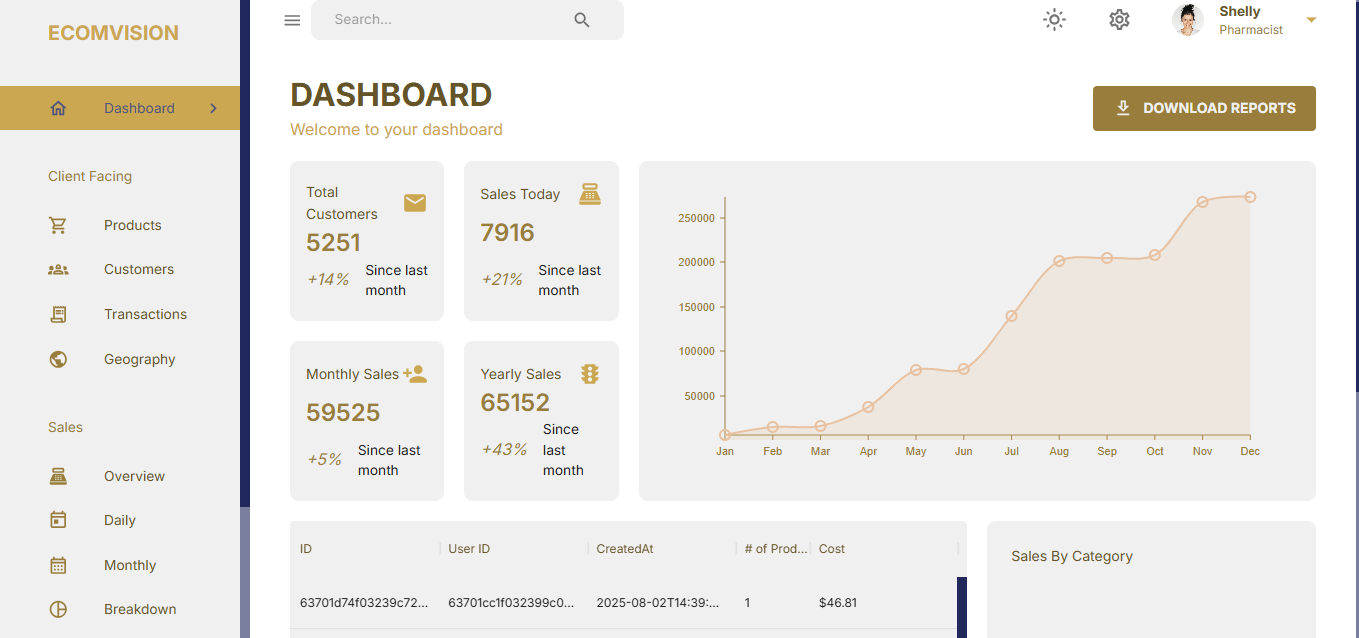 ECOMVISION
Dashboard
Client Facing
Products
Customers
Transactions
Geography
Sales
Overview
Daily
Monthly
Breakdown
Search...
Shelly
Pharmacist
DASHBOARD
Welcome to your dashboard
DOWNLOAD REPORTS
Total
Customers
5251
+14%
Since last
month
Sales Today
7916
+21%
Since last
month
Monthly Sales
59525
+5%
Since last
month
Yearly Sales
65152
+43%
Since
last
month
250000
200000
150000
100000
50000
Jan Feb Mar Apr May Jun Jul Aug Sep Oct Nov Dec
ID User ID CreatedAt # of Prod... Cost
63701d74f03239c72... 63701cc1f032399c0... 2025-08-02T14:39:... 1 $46.81
Sales By Category